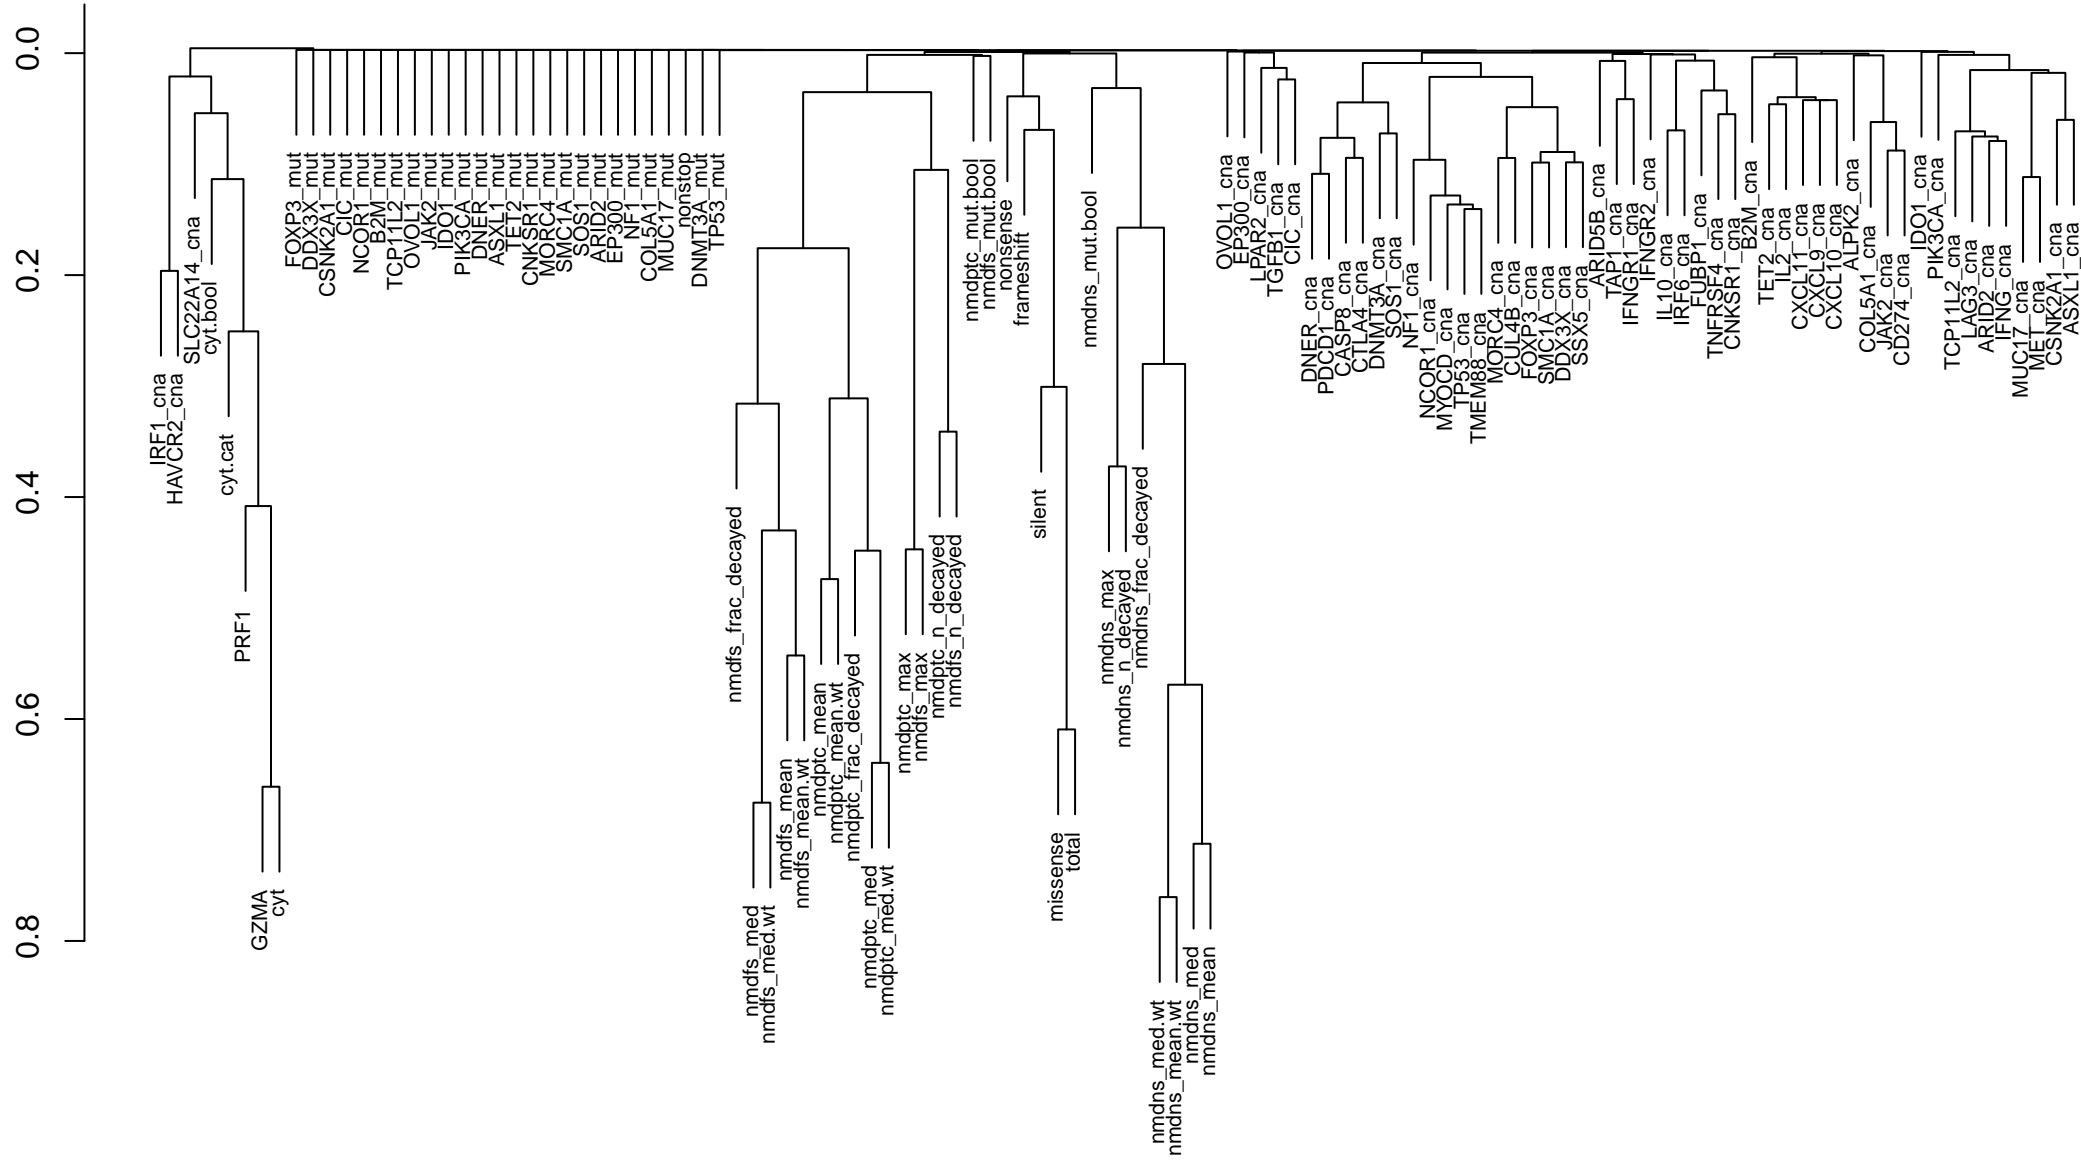 0.0
0.2
0.4
0.6
0.8
IRF1_cna
HAVCR2_cna
SLC22A14_cna
cyt.bool
cyt.cat
PRF1
GZMA
cyt
FOXP3_mut
DDX3X_mut
CSNK2A1_mut
CIC_mut
NCOR1_mut
B2M_mut
TCP11L2_mut
OVOL1_mut
JAK2_mut
IDO1_mut
PIK3CA_mut
DNER_mut
ASXL1_mut
TET2_mut
CNKSR1_mut
MORC4_mut
SMC1A_mut
SOS1_mut
ARID2_mut
EP300_mut
NF1_mut
COL5A1_mut
MUC17_mut
nonstop
DNMT3A_mut
TP53_mut
nmdfs_frac_decayed
nmdfs_med
nmdfs_med.wt
nmdfs_mean
nmdfs_mean.wt
nmdptc_mean
nmdptc_mean.wt
nmdptc_frac_decayed
nmdptc_med
nmdptc_med.wt
nmdptc_max
nmdfs_max
nmdptc_n_decayed
nmdfs_n_decayed
nmdptc_mut.bool
nmdfs_mut.bool
nonsense
frameshift
silent
missense
total
nmdns_mut.bool
nmdns_max
nmdns_n_decayed
nmdns_frac_decayed
nmdns_med.wt
nmdns_mean.wt
nmdns_med
nmdns_mean
OVOL1_cna
EP300_cna
LPAR2_cna
TGFB1_cna
CIC_cna
DNER_cna
PDCD1_cna
CASP8_cna
CTLA4_cna
DNMT3A_cna
SOS1_cna
NF1_cna
NCOR1_cna
MYOCD_cna
TP53_cna
TMEM88_cna
MORC4_cna
CUL4B_cna
FOXP3_cna
SMC1A_cna
DDX3X_cna
SSX5_cna
ARID5B_cna
TAP1_cna
IFNGR1_cna
IFNGR2_cna
IL10_cna
IRF6_cna
FUBP1_cna
TNFRSF4_cna
CNKSR1_cna
B2M_cna
TET2_cna
IL2_cna
CXCL11_cna
CXCL9_cna
CXCL10_cna
ALPK2_cna
COL5A1_cna
JAK2_cna
CD274_cna
IDO1_cna
PIK3CA_cna
TCP11L2_cna
LAG3_cna
ARID2_cna
IFNG_cna
MUC17_cna
MET_cna
CSNK2A1_cna
ASXL1_cna